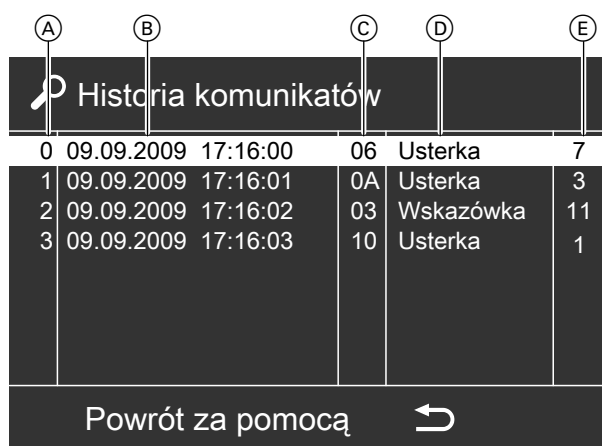 A B C D E
Historia komunikatów
0 09.09.2009 17:16:00 06 Usterka 7
1 09.09.2009 17:16:01 0A Usterka 3
2 09.09.2009 17:16:02 03 Wskazówka 11
3 09.09.2009 17:16:03 10 Usterka 1
Powrót za pomocą